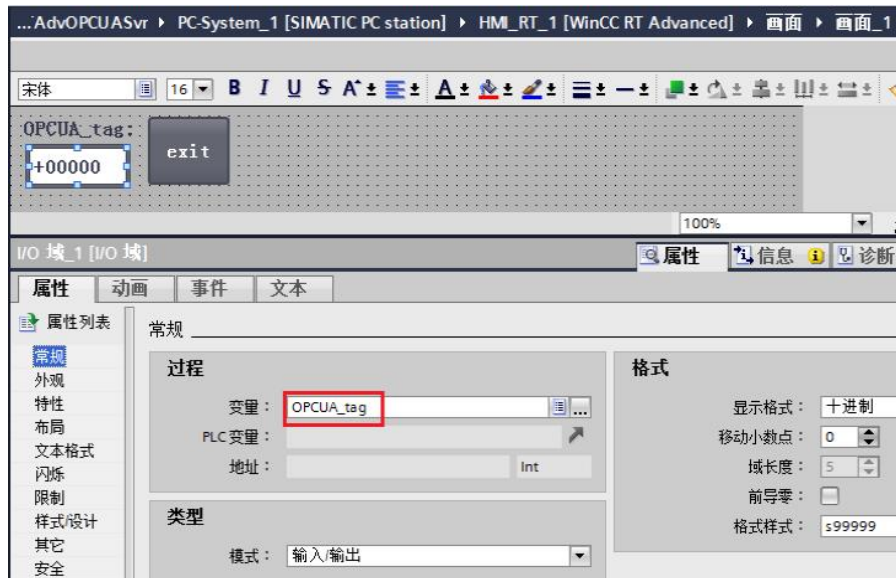 ...AdvOPCUASvr ▸ PC-System_1 [SIMATIC PC station] ▸ HMI_RT_1 [WinCC RT Advanced] ▸ 画面 ▸ 画面_1
宋体 16 B I U S A A
OPCUA_tag:
exit
+00000
100%
I/O 域_1 [I/O 域] 属性 信息 诊断
属性 动画 事件 文本
属性列表
常规
常规
外观
特性
布局
文本格式
闪烁
限制
样式/设计
其它
安全
过程
变量： OPCUA_tag ...
PLC变量：
地址： Int
类型
模式： 输入/输出
格式
显示格式： 十进制
移动小数点： 0
域长度： 5
前导零：
格式样式： s99999